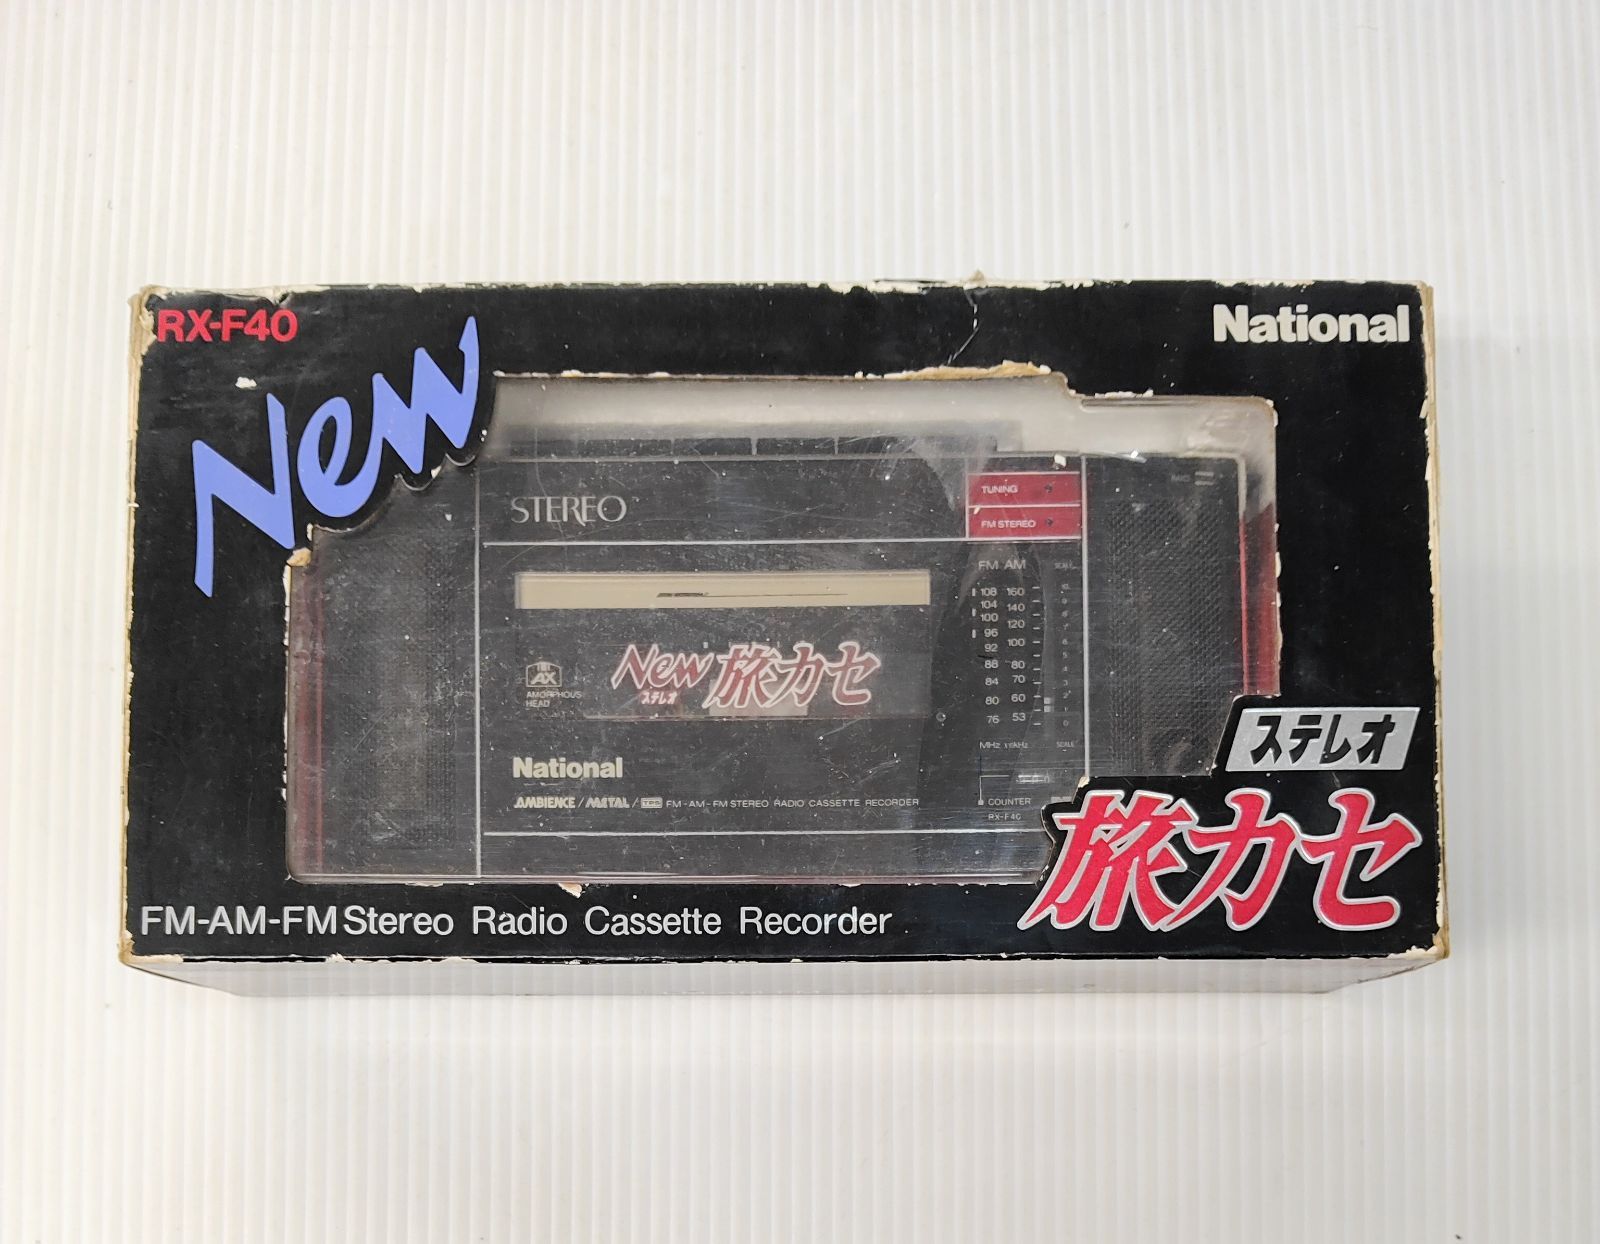 RX-F40
National
New
STEREO
TUNING
FM STEREO
FM AM
SCALE
108 160
104 140
100 120
96 100
92
88 80
84 70
80 60
76 53
MHz kHz
SCALE
AX
AMORPHOUS
HEAD
New 旅カセ
ステレオ
National
AMBIENCE/METAL/TPS FM-AM-FM STEREO RADIO CASSETTE RECORDER
COUNTER
RX-F40
ステレオ
旅カセ
FM-AM-FM Stereo Radio Cassette Recorder